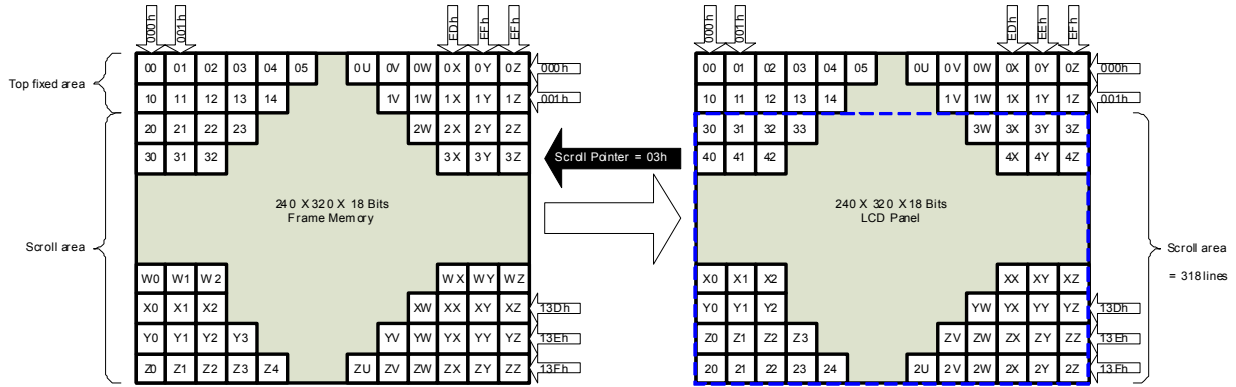 000h 001h EDh EFh EFh 000h 001h EDh EEh EFh
00 01 02 03 04 05 0U 0V 0W 0X 0Y 0Z 000h 00 01 02 03 04 05 0U 0V 0W 0X 0Y 0Z 000h
Top fixed area
10 11 12 13 14 1V 1W 1X 1Y 1Z 001h 10 11 12 13 14 1V 1W 1X 1Y 1Z 001h
20 21 22 23 2W 2X 2Y 2Z 30 31 32 33 3W 3X 3Y 3Z
30 31 32 3X 3Y 3Z Scroll Pointer = 03h 40 41 42 4X 4Y 4Z
240 X 320 X 18 Bits 240 X 320 X 18 Bits
Frame Memory LCD Panel
Scroll area Scroll area
= 318 lines
W0 W1 W2 WX WY WZ X0 X1 X2 XX XY XZ
X0 X1 X2 XW XX XY XZ 13Dh Y0 Y1 Y2 YW YX YY YZ 13Dh
Y0 Y1 Y2 Y3 YV YW YX YY YZ 13Eh Z0 Z1 Z2 Z3 ZV ZW ZX ZY ZZ 13Eh
Z0 Z1 Z2 Z3 Z4 ZU ZV ZW ZX ZY ZZ 13Fh 20 21 22 23 24 2U 2V 2W 2X 2Y 2Z 13Fh